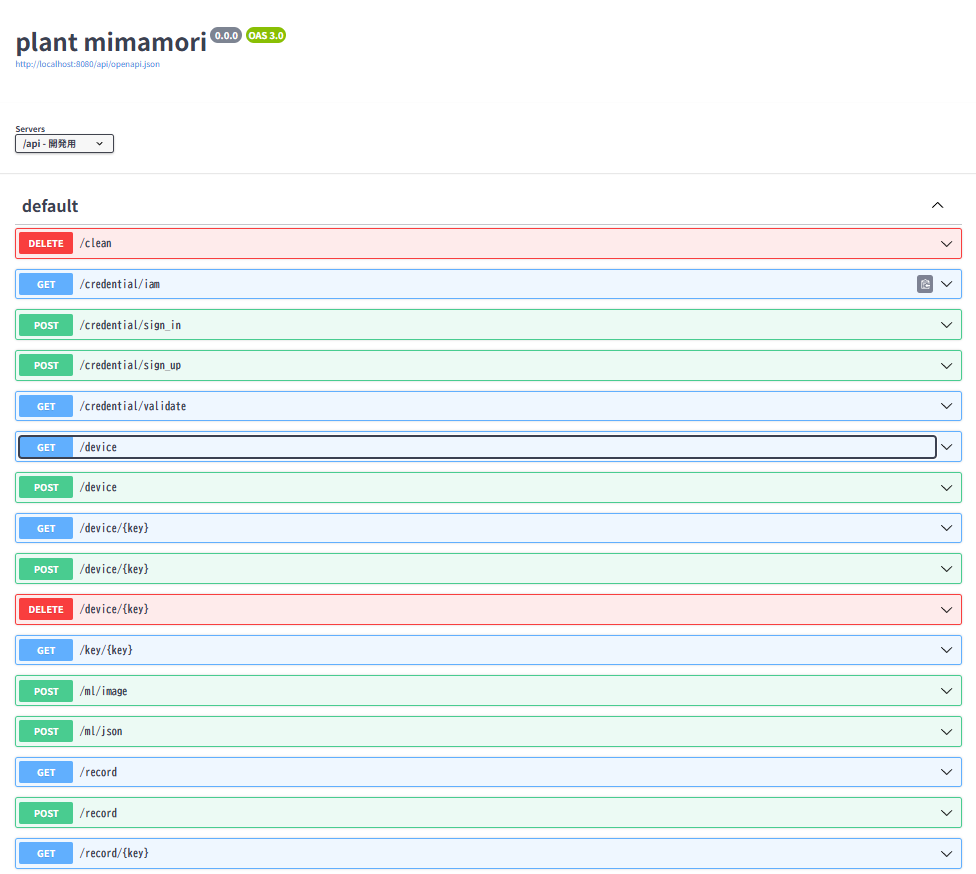 plant mimamori 0.0.0 OAS 3.0
http://localhost:8080/api/openapi.json
Servers
/api - 開発用
default
DELETE /clean
GET /credential/iam
POST /credential/sign_in
POST /credential/sign_up
GET /credential/validate
GET /device
POST /device
GET /device/{key}
POST /device/{key}
DELETE /device/{key}
GET /key/{key}
POST /ml/image
POST /ml/json
GET /record
POST /record
GET /record/{key}